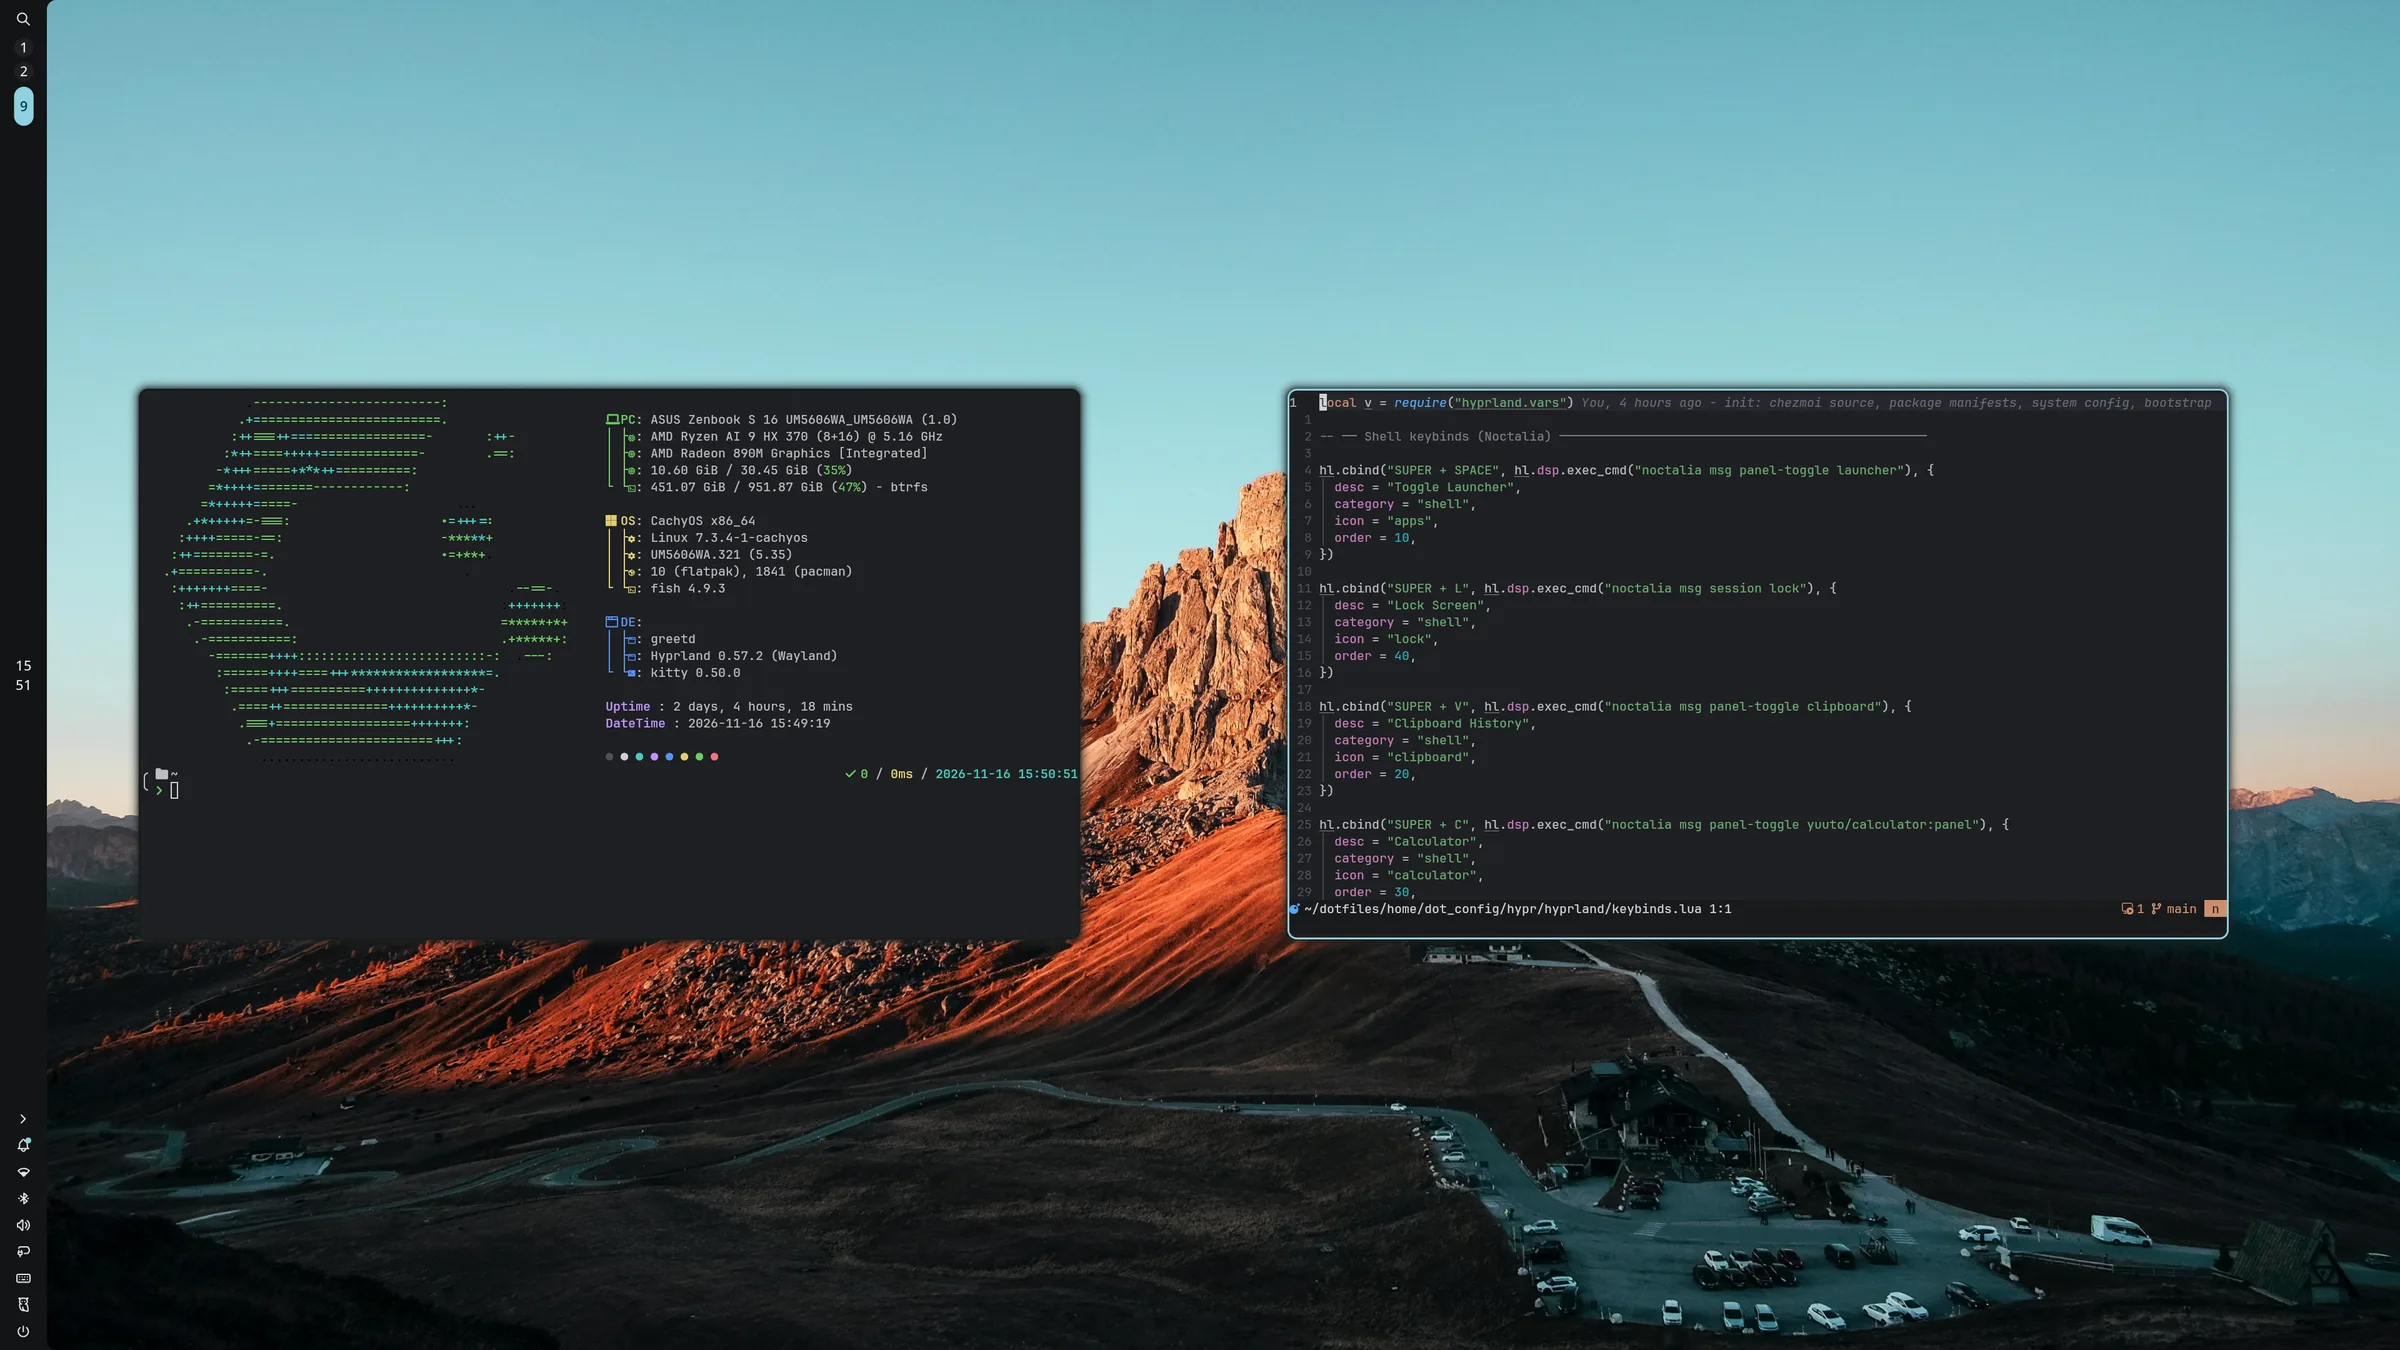 1
2
9
15
51
PC: ASUS Zenbook S 16 UM5606WA_UM5606WA (1.0)
: AMD Ryzen AI 9 HX 370 (8+16) @ 5.16 GHz
: AMD Radeon 890M Graphics [Integrated]
: 10.60 GiB / 30.45 GiB (35%)
: 451.07 GiB / 951.87 GiB (47%) - btrfs
OS: CachyOS x86_64
: Linux 7.3.4-1-cachyos
: UM5606WA.321 (5.35)
: 10 (flatpak), 1841 (pacman)
: fish 4.9.3
DE:
: greetd
: Hyprland 0.57.2 (Wayland)
: kitty 0.50.0
Uptime : 2 days, 4 hours, 18 mins
DateTime : 2026-11-16 15:49:19
~
0 / 0ms / 2026-11-16 15:50:51
1 local v = require("hyprland.vars") You, 4 hours ago - init: chezmoi source, package manifests, system config, bootstrap
1
2 -- ── Shell keybinds (Noctalia) ─────────────────────────────────────────────────
3
4 hl.cbind("SUPER + SPACE", hl.dsp.exec_cmd("noctalia msg panel-toggle launcher"), {
5 desc = "Toggle Launcher",
6 category = "shell",
7 icon = "apps",
8 order = 10,
9 })
10
11 hl.cbind("SUPER + L", hl.dsp.exec_cmd("noctalia msg session lock"), {
12 desc = "Lock Screen",
13 category = "shell",
14 icon = "lock",
15 order = 40,
16 })
17
18 hl.cbind("SUPER + V", hl.dsp.exec_cmd("noctalia msg panel-toggle clipboard"), {
19 desc = "Clipboard History",
20 category = "shell",
21 icon = "clipboard",
22 order = 20,
23 })
24
25 hl.cbind("SUPER + C", hl.dsp.exec_cmd("noctalia msg panel-toggle yuuto/calculator:panel"), {
26 desc = "Calculator",
27 category = "shell",
28 icon = "calculator",
29 order = 30,
~/dotfiles/home/dot_config/hypr/hyprland/keybinds.lua 1:1
1 main n